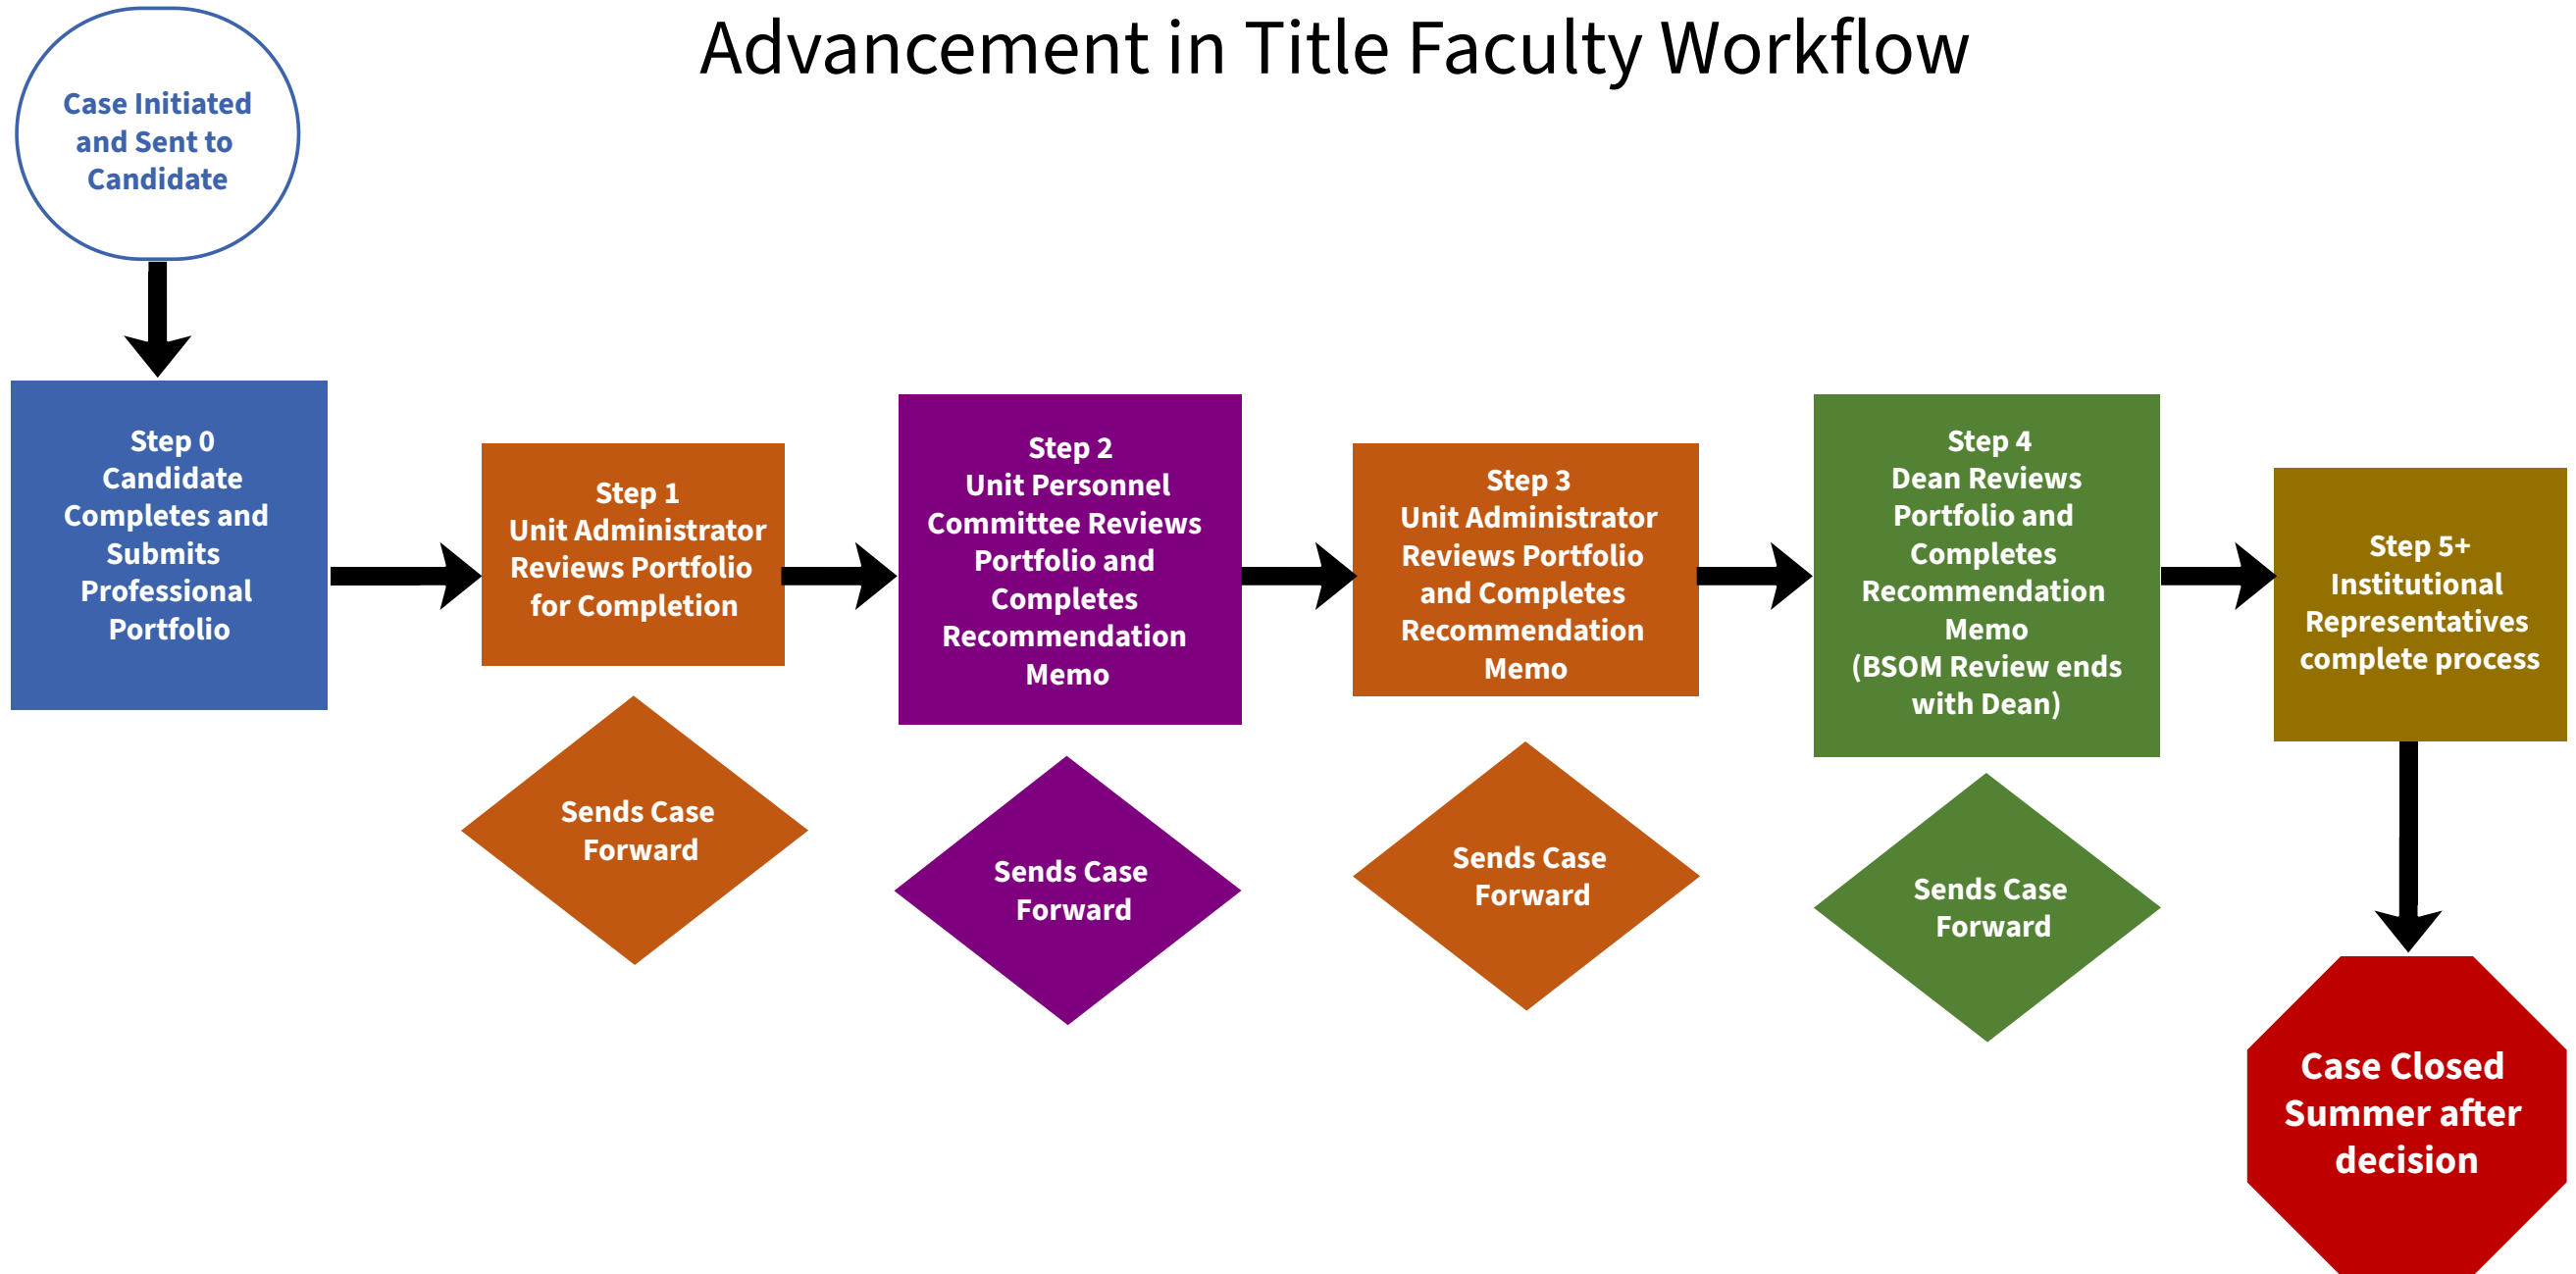 Advancement in Title Faculty Workflow
Case Initiated
and Sent to
Candidate
Step 0
Candidate
Completes and
Submits
Professional
Portfolio
Step 1
Unit Administrator
Reviews Portfolio
for Completion
Step 2
Unit Personnel
Committee Reviews
Portfolio and
Completes
Recommendation
Memo
Step 3
Unit Administrator
Reviews Portfolio
and Completes
Recommendation
Memo
Step 4
Dean Reviews
Portfolio and
Completes
Recommendation
Memo
(BSOM Review ends
with Dean)
Step 5+
Institutional
Representatives
complete process
Sends Case
Forward
Sends Case
Forward
Sends Case
Forward
Sends Case
Forward
Case Closed
Summer after
decision